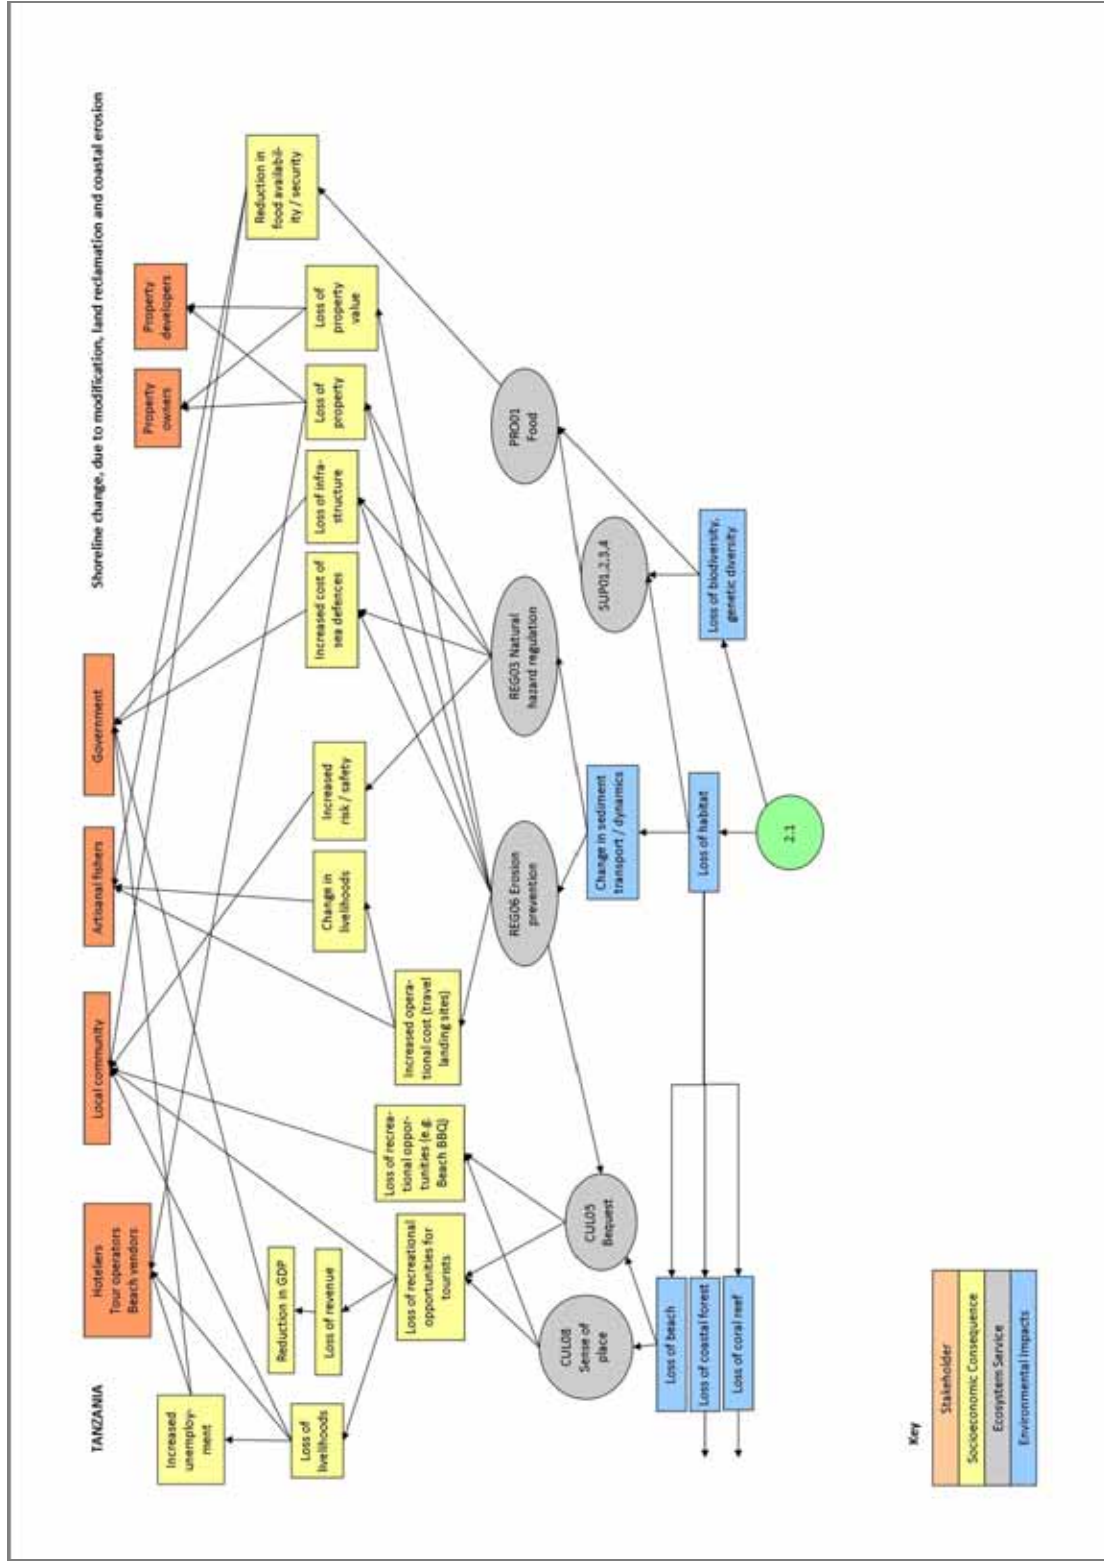 TANZANIA
Shoreline change, due to modification, land reclamation and coastal erosion
Hoteliers
Tour operators
Beach vendors
Local community
Artisanal fishers
Government
Property
owners
Property
developers
Increased
unemploy-
ment
Reduction in
food availabil-
ity / security
Loss of
livelihoods
Reduction in GDP
Loss of revenue
Loss of recreational
opportunities for
tourists
Loss of recrea-
tional oppor-
tunities (e.g.
Beach BBQ)
Increased opera-
tional cost (travel
landing sites)
Change in
livelihoods
Increased
risk / safety
Increased cost of
sea defences
Loss of infra-
structure
Loss of
property
Loss of
property
value
CUL08
Sense of
place
CUL05
Bequest
REG06 Erosion
prevention
REG03 Natural
hazard regulation
SUP01,2,3,4
PRO01
Food
Loss of beach
Loss of coastal forest
Loss of coral reef
Change in sediment
transport / dynamics
Loss of habitat
Loss of biodiversity,
genetic diversity
2.1
Key
Stakeholder
Socioeconomic Consequence
Ecosystem Service
Environmental Impacts